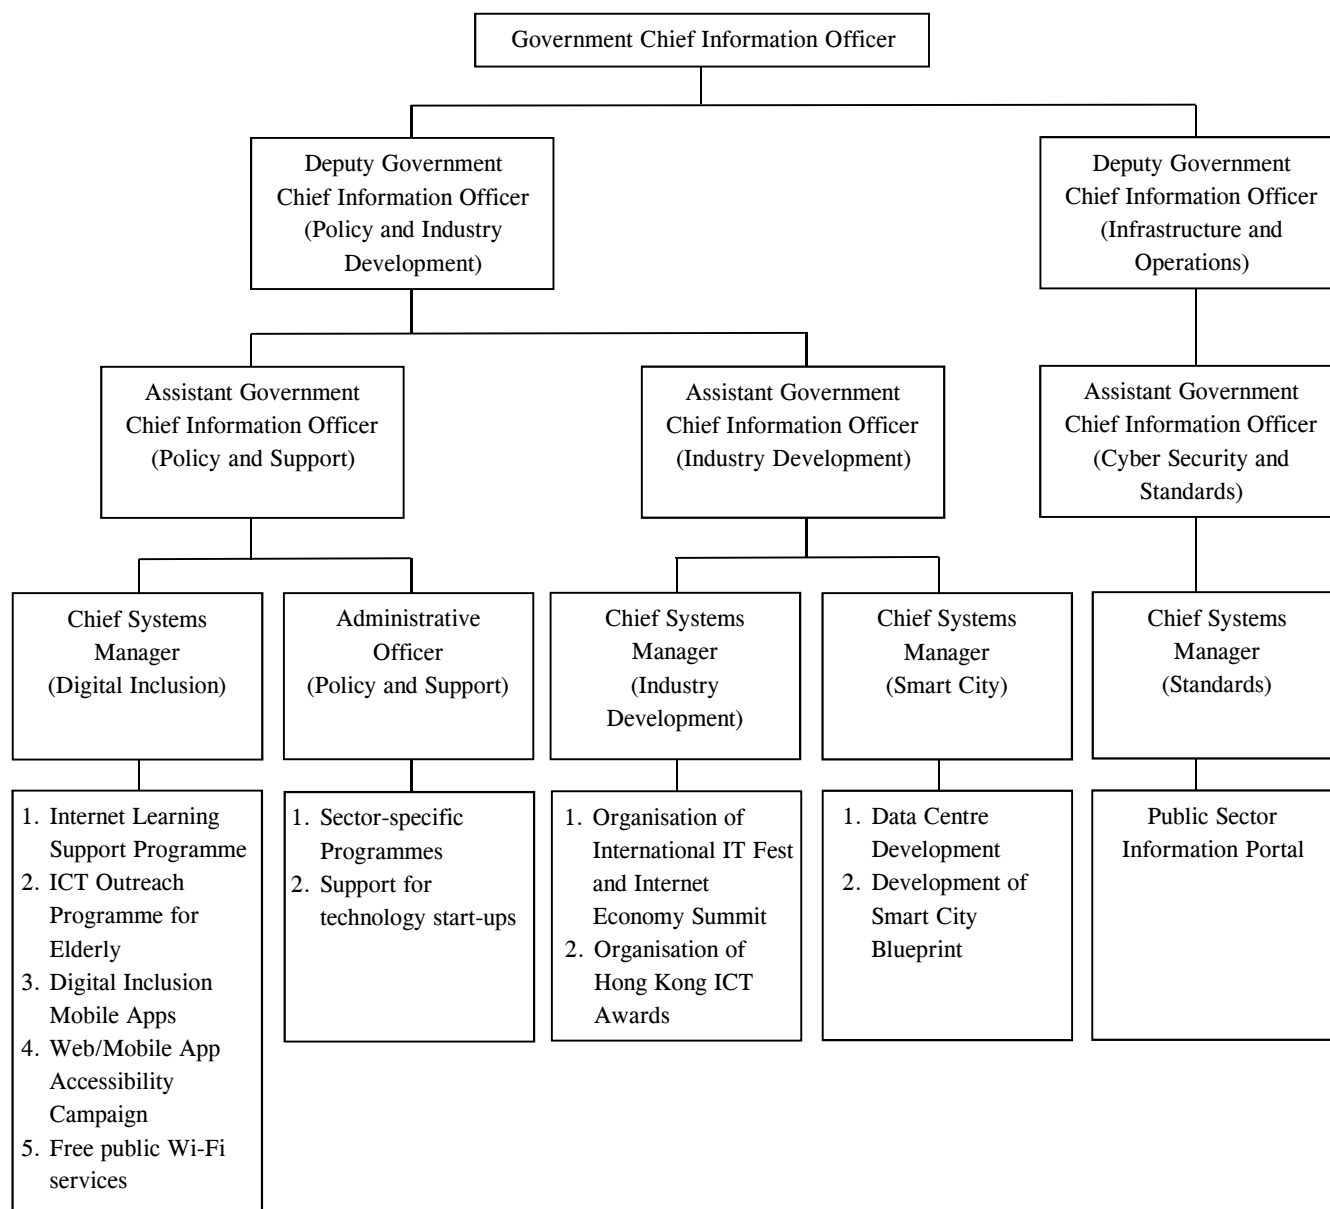 Government Chief Information Officer
Deputy Government
Chief Information Officer
(Policy and Industry
Development)
Deputy Government
Chief Information Officer
(Infrastructure and
Operations)
Assistant Government
Chief Information Officer
(Policy and Support)
Assistant Government
Chief Information Officer
(Industry Development)
Assistant Government
Chief Information Officer
(Cyber Security and
Standards)
Chief Systems
Manager
(Digital Inclusion)
Administrative
Officer
(Policy and Support)
Chief Systems
Manager
(Industry
Development)
Chief Systems
Manager
(Smart City)
Chief Systems
Manager
(Standards)
1. Internet Learning
Support Programme
2. ICT Outreach
Programme for
Elderly
3. Digital Inclusion
Mobile Apps
4. Web/Mobile App
Accessibility
Campaign
5. Free public Wi-Fi
services
1. Sector-specific
Programmes
2. Support for
technology start-ups
1. Organisation of
International IT Fest
and Internet
Economy Summit
2. Organisation of
Hong Kong ICT
Awards
1. Data Centre
Development
2. Development of
Smart City
Blueprint
Public Sector
Information Portal